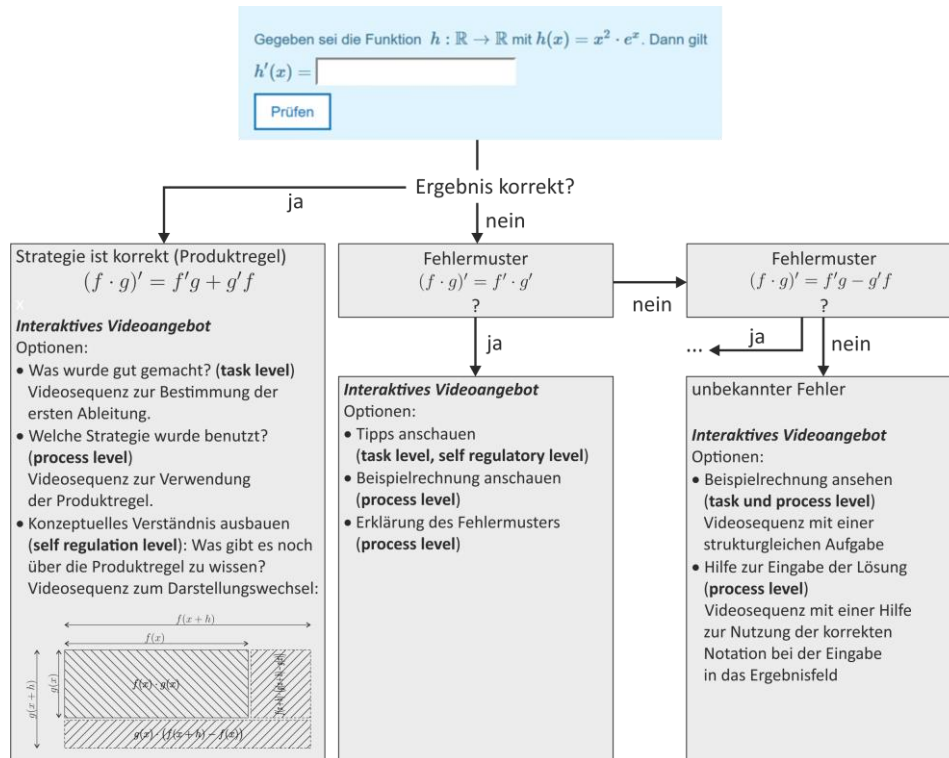 Gegeben sei die Funktion h : ℝ → ℝ mit h(x) = x² · eˣ. Dann gilt
h′(x) =
Prüfen
Ergebnis korrekt?
ja
nein
Strategie ist korrekt (Produktregel)
(f · g)′ = f′g + g′f
x
Interaktives Videoangebot
Optionen:
• Was wurde gut gemacht? (task level)
Videosequenz zur Bestimmung der
ersten Ableitung.
• Welche Strategie wurde benutzt?
(process level)
Videosequenz zur Verwendung
der Produktregel.
• Konzeptuelles Verständnis ausbauen
(self regulation level): Was gibt es noch
über die Produktregel zu wissen?
Videosequenz zum Darstellungswechsel:
f(x + h)
f(x)
g(x + h)
g(x)
f(x) · g(x)
g(x) · (f(x+h) − f(x))
Fehlermuster
(f · g)′ = f′ · g′
?
nein
ja
Interaktives Videoangebot
Optionen:
• Tipps anschauen
(task level, self regulatory level)
• Beispielrechnung anschauen
(process level)
• Erklärung des Fehlermusters
(process level)
Fehlermuster
(f · g)′ = f′g − g′f
?
... ja
nein
unbekannter Fehler
Interaktives Videoangebot
Optionen:
• Beispielrechnung ansehen
(task und process level)
Videosequenz mit einer
strukturgleichen Aufgabe
• Hilfe zur Eingabe der Lösung
(process level)
Videosequenz mit einer Hilfe
zur Nutzung der korrekten
Notation bei der Eingabe
in das Ergebnisfeld